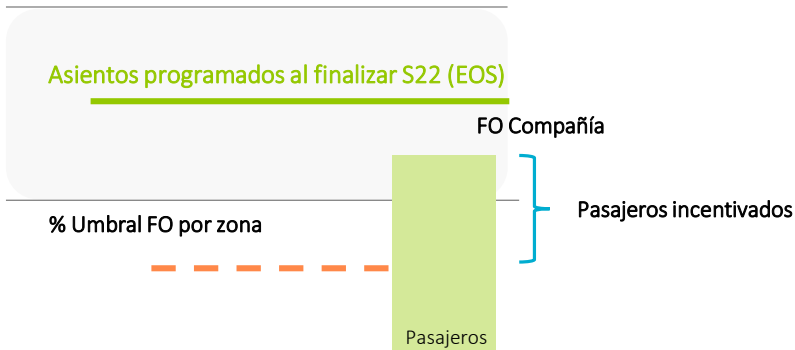 Asientos programados al finalizar S22 (EOS)
FO Compañía
% Umbral FO por zona
Pasajeros incentivados
Pasajeros